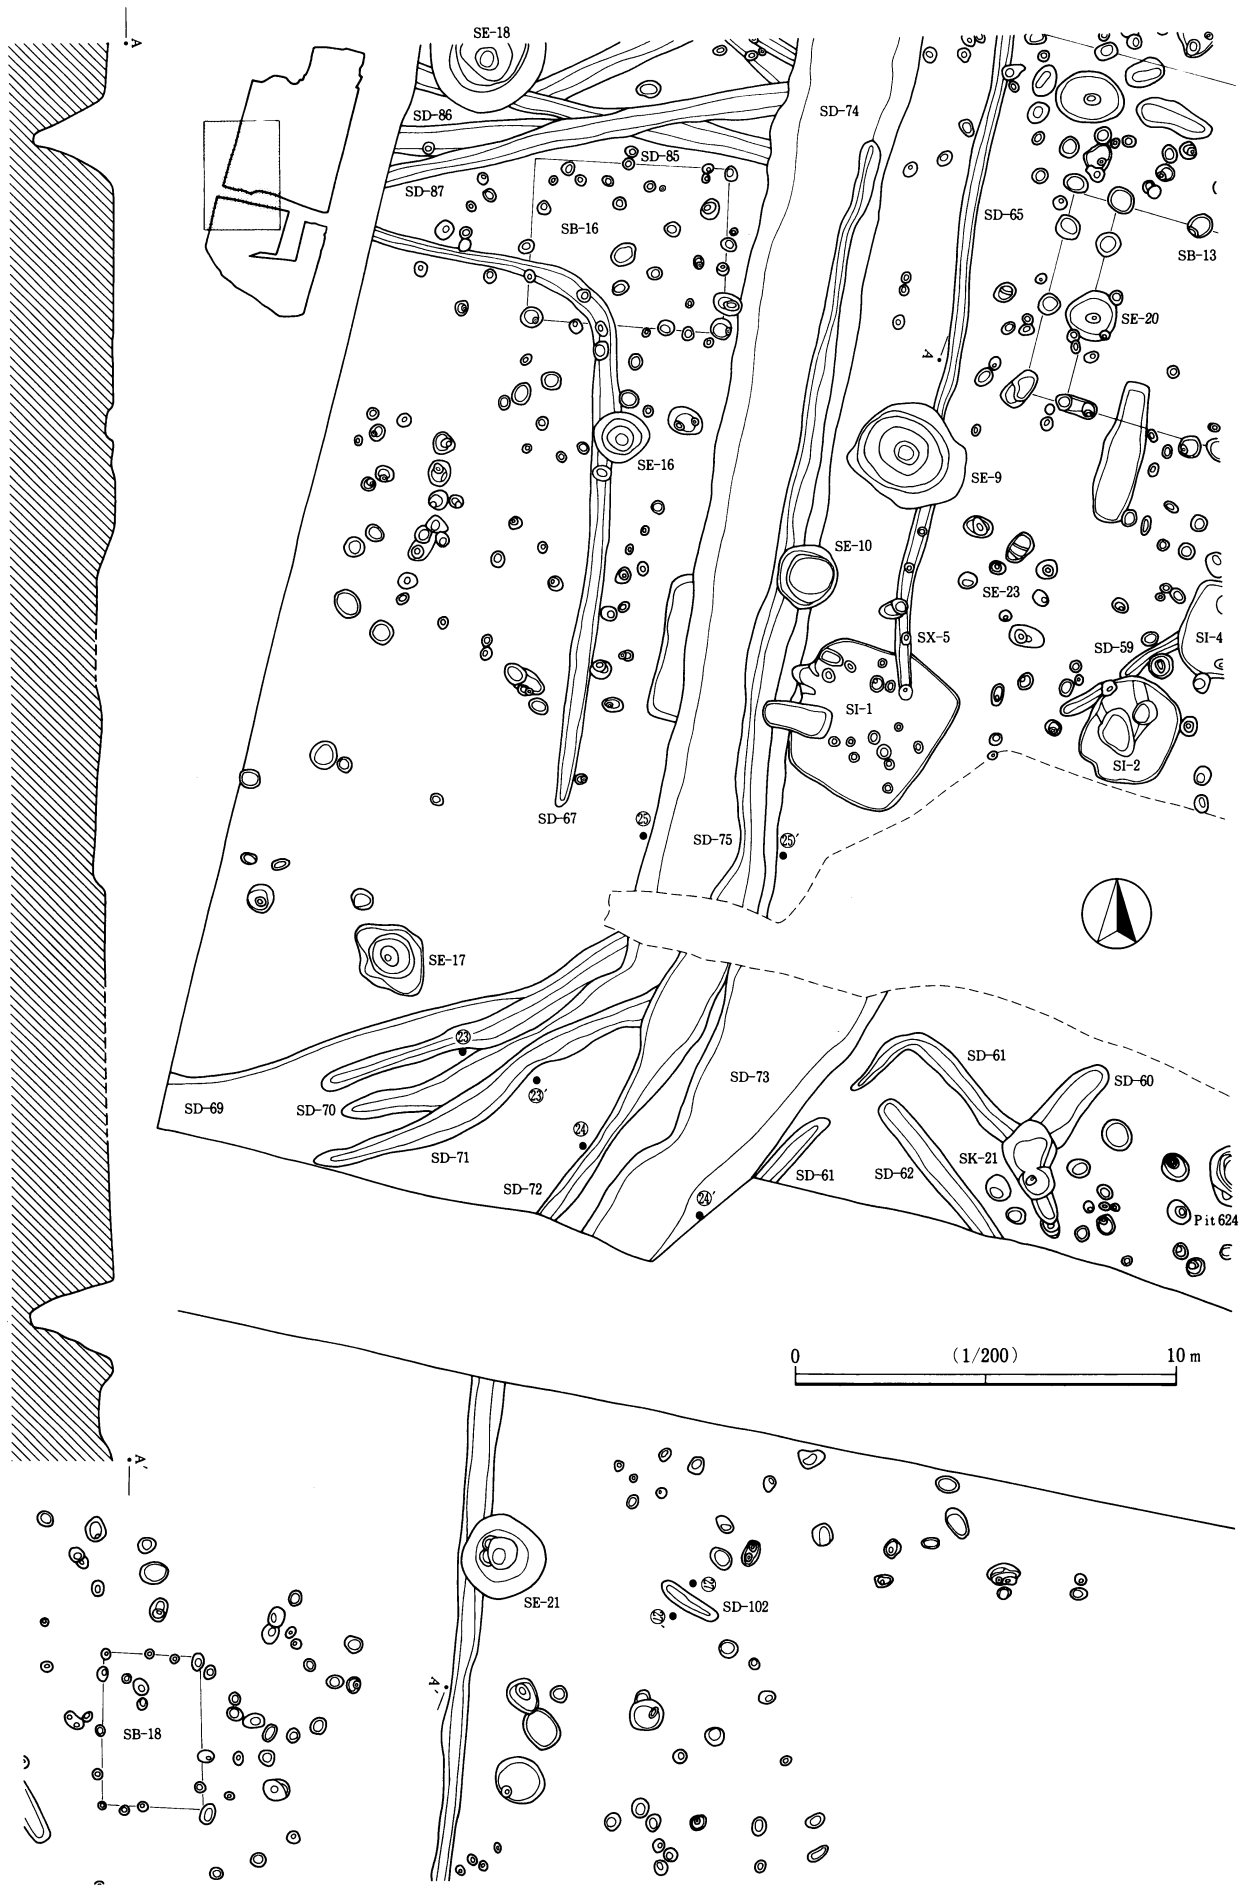 A
SE-18
SD-86
SD-74
SD-85
SD-87
SB-16
SD-65
SB-13
SE-20
A
SE-16
SE-9
SE-10
SE-23
SX-5
SD-59
SI-4
SI-1
SI-2
SD-67
㉕
SD-75
㉕′
SE-17
㉓
SD-61
SD-73
SD-60
SD-69
SD-70
㉓′
㉔
SD-71
SK-21
SD-72
SD-61
SD-62
㉔′
Pit624
0 (1/200) 10 m
A′
SE-21
㉒
SD-102
㉒′
A′
SB-18